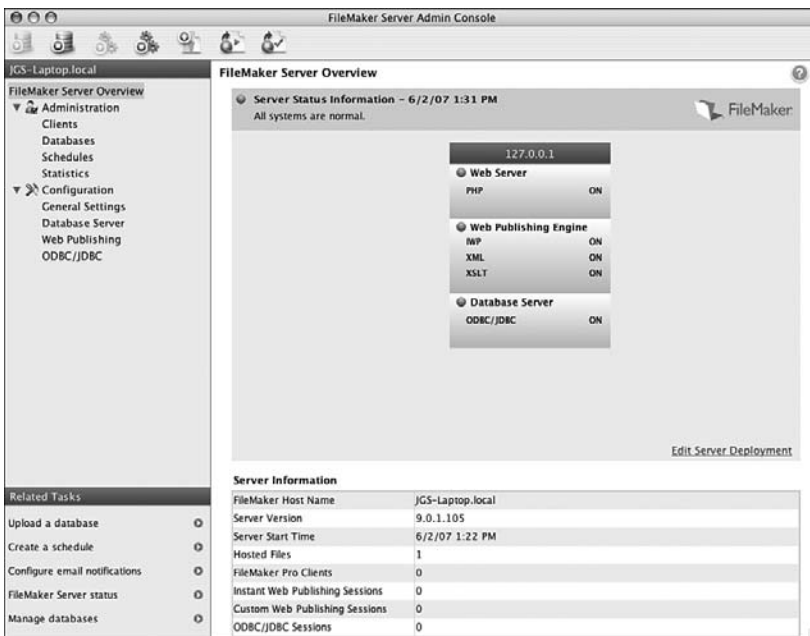 FileMaker Server Admin Console
JGS-Laptop.local
FileMaker Server Overview
Administration
Clients
Databases
Schedules
Statistics
Configuration
General Settings
Database Server
Web Publishing
ODBC/JDBC
Related Tasks
Upload a database
Create a schedule
Configure email notifications
FileMaker Server status
Manage databases
FileMaker Server Overview
Server Status Information – 6/2/07 1:31 PM
All systems are normal.
FileMaker
127.0.0.1
Web Server
PHP ON
Web Publishing Engine
IWP ON
XML ON
XSLT ON
Database Server
ODBC/JDBC ON
Edit Server Deployment
Server Information
FileMaker Host Name JGS-Laptop.local
Server Version 9.0.1.105
Server Start Time 6/2/07 1:22 PM
Hosted Files 1
FileMaker Pro Clients 0
Instant Web Publishing Sessions 0
Custom Web Publishing Sessions 0
ODBC/JDBC Sessions 0